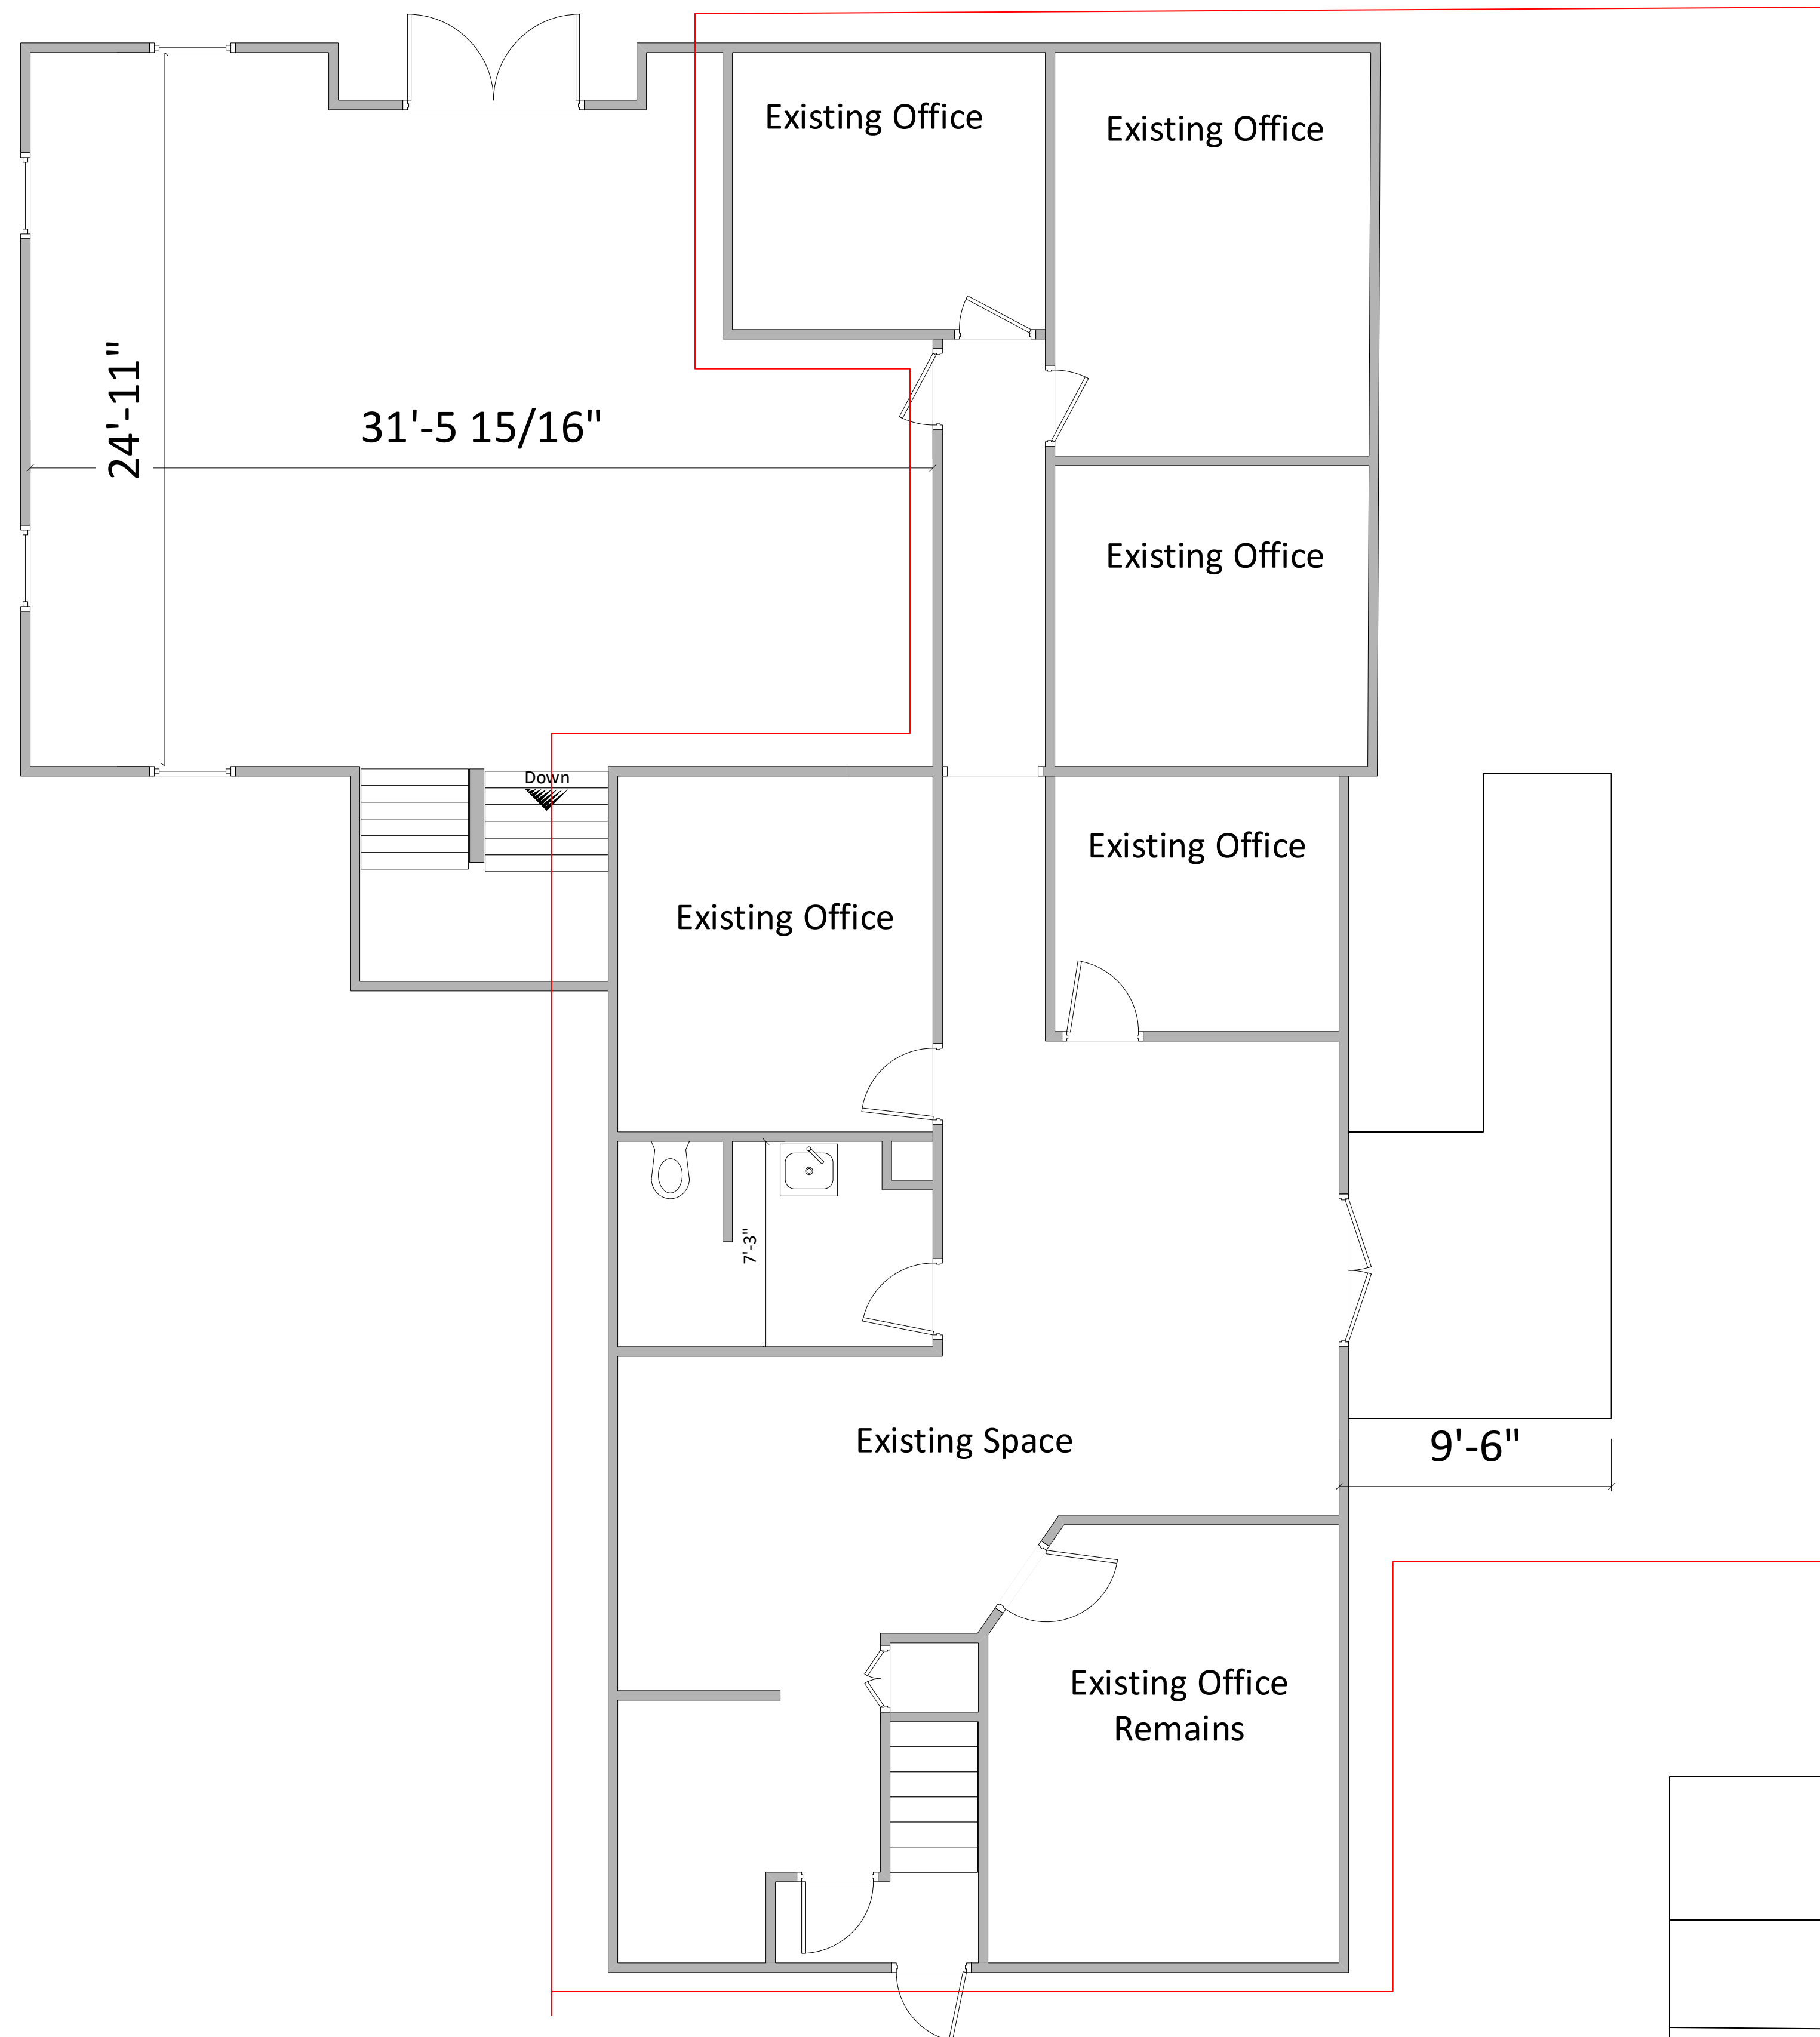 Existing Office
Existing Office
24'-11"
31'-5 15/16"
Existing Office
Down
Existing Office
Existing Office
7'-3"
Existing Space
9'-6"
Existing Office
Remains